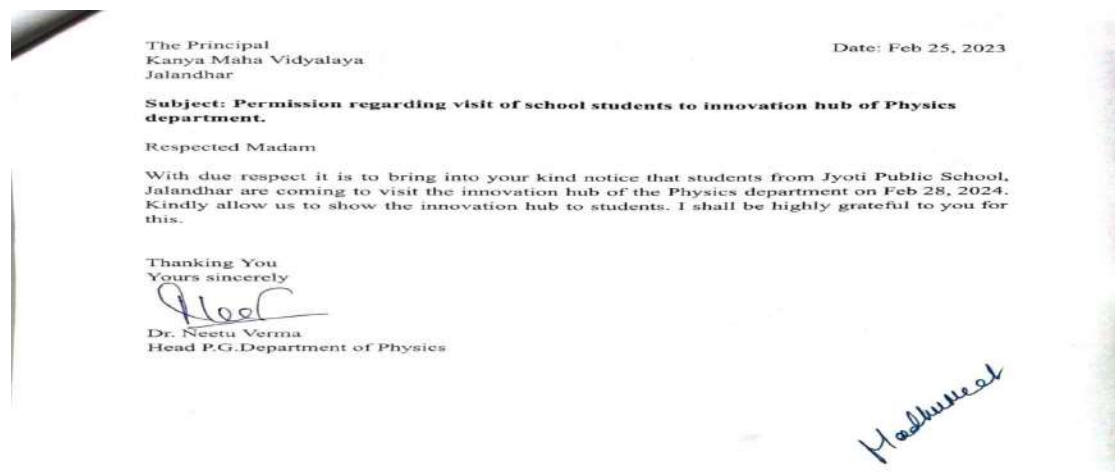 The Principal
Date: Feb 25, 2023
Kanya Maha Vidyalaya
Jalandhar
Subject: Permission regarding visit of school students to innovation hub of Physics
department.
Respected Madam
With due respect it is to bring into your kind notice that students from Jyoti Public School,
Jalandhar are coming to visit the innovation hub of the Physics department on Feb 28, 2024.
Kindly allow us to show the innovation hub to students. I shall be highly grateful to you for
this.
Thanking You
Yours sincerely
Dr. Neetu Verma
Head P.G.Department of Physics
Madhumeet